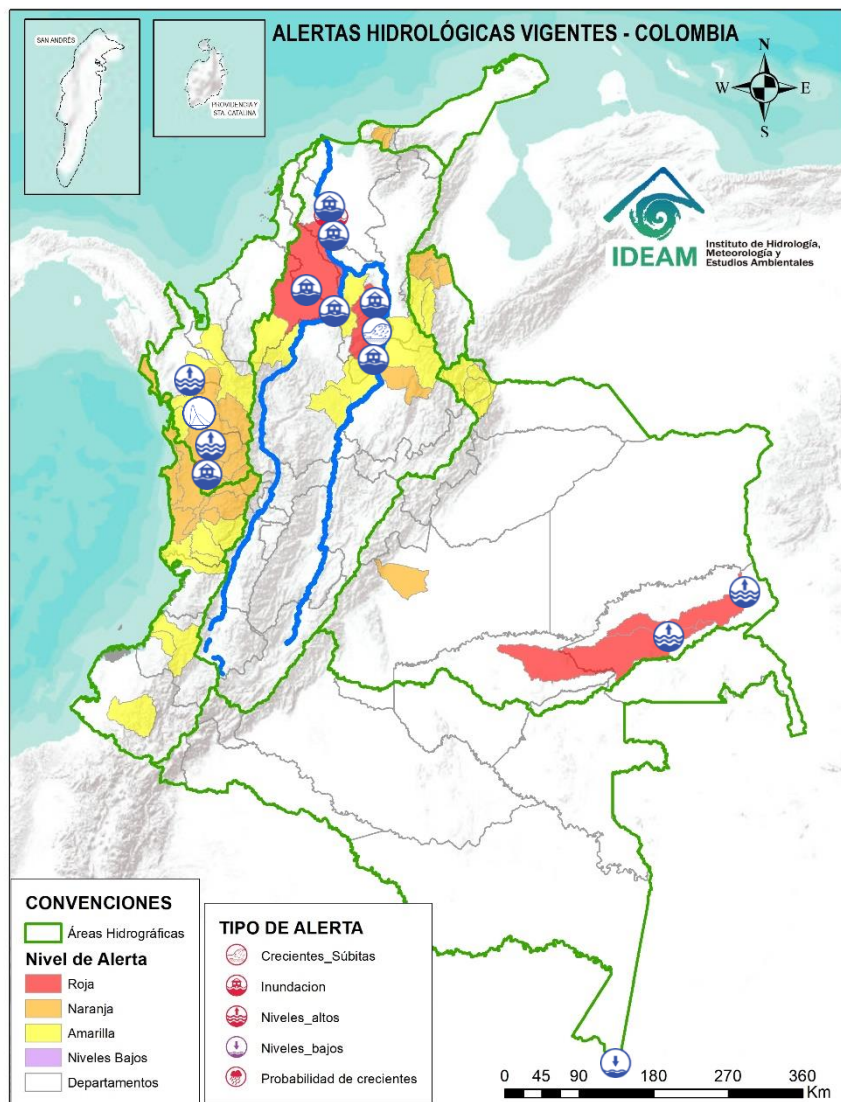 ALERTAS HIDROLÓGICAS VIGENTES - COLOMBIA
SAN ANDRÉS
PROVIDENCIA Y
STA. CATALINA
N
W
E
S
IDEAM
Instituto de Hidrología,
Meteorología y
Estudios Ambientales
CONVENCIONES
Áreas Hidrográficas
Nivel de Alerta
Roja
Naranja
Amarilla
Niveles Bajos
Departamentos
TIPO DE ALERTA
Crecientes_Súbitas
Inundacion
Niveles_altos
Niveles_bajos
Probabilidad de crecientes
0 45 90 180 270 360
Km